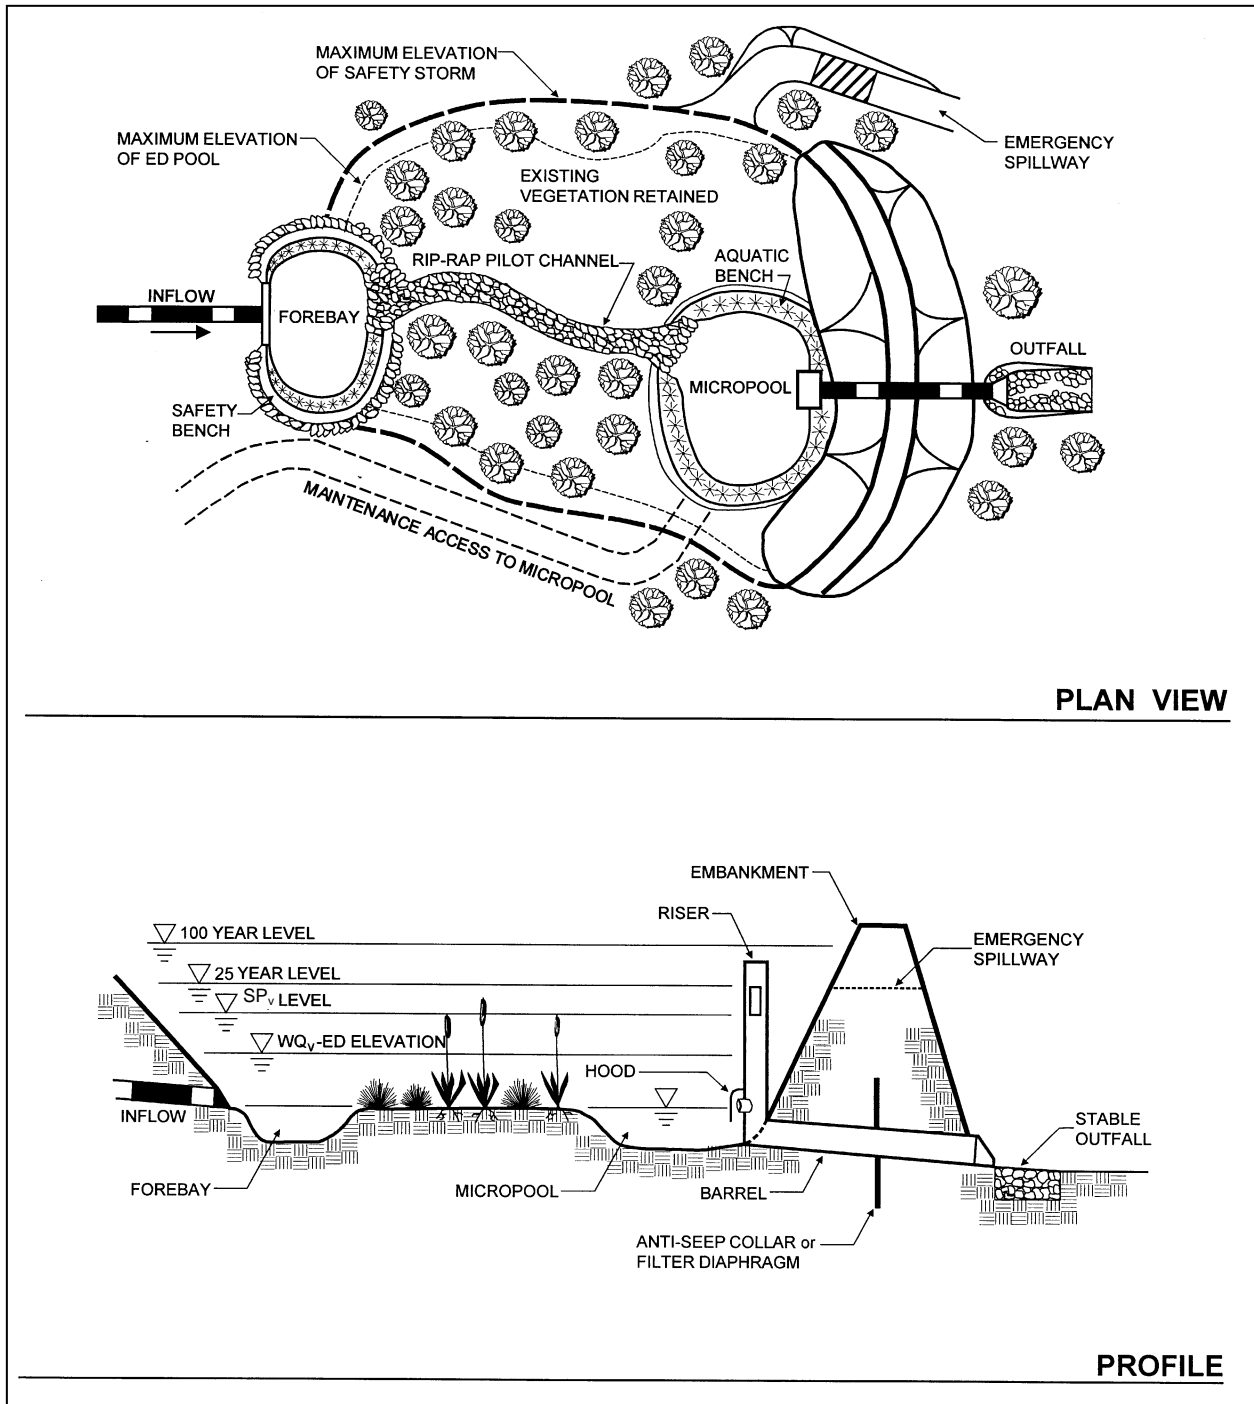 MAXIMUM ELEVATION
OF SAFETY STORM
MAXIMUM ELEVATION
OF ED POOL
EMERGENCY
SPILLWAY
EXISTING
VEGETATION RETAINED
RIP-RAP PILOT CHANNEL
AQUATIC
BENCH
INFLOW
FOREBAY
OUTFALL
MICROPOOL
SAFETY
BENCH
MAINTENANCE ACCESS TO MICROPOOL
PLAN VIEW
EMBANKMENT
RISER
100 YEAR LEVEL
EMERGENCY
SPILLWAY
25 YEAR LEVEL
SPv LEVEL
WQv-ED ELEVATION
HOOD
INFLOW
STABLE
OUTFALL
FOREBAY
MICROPOOL
BARREL
ANTI-SEEP COLLAR or
FILTER DIAPHRAGM
PROFILE